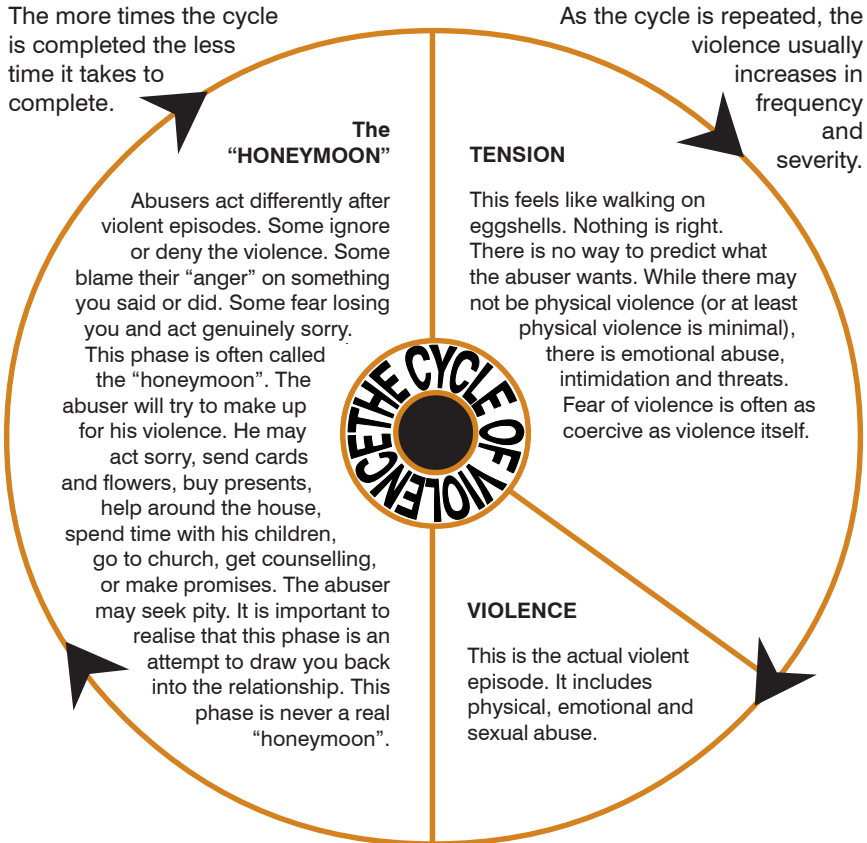 The more times the cycle
is completed the less
time it takes to
complete.
As the cycle is repeated, the
violence usually
increases in
frequency
and
severity.
The
“HONEYMOON”
Abusers act differently after
violent episodes. Some ignore
or deny the violence. Some
blame their “anger” on something
you said or did. Some fear losing
you and act genuinely sorry.
This phase is often called
the “honeymoon”. The
abuser will try to make up
for his violence. He may
act sorry, send cards
and flowers, buy presents,
help around the house,
spend time with his children,
go to church, get counselling,
or make promises. The abuser
may seek pity. It is important to
realise that this phase is an
attempt to draw you back
into the relationship. This
phase is never a real
“honeymoon”.
TENSION
This feels like walking on
eggshells. Nothing is right.
There is no way to predict what
the abuser wants. While there may
not be physical violence (or at least
physical violence is minimal),
there is emotional abuse,
intimidation and threats.
Fear of violence is often as
coercive as violence itself.
THE CYCLE OF VIOLENCE
VIOLENCE
This is the actual violent
episode. It includes
physical, emotional and
sexual abuse.